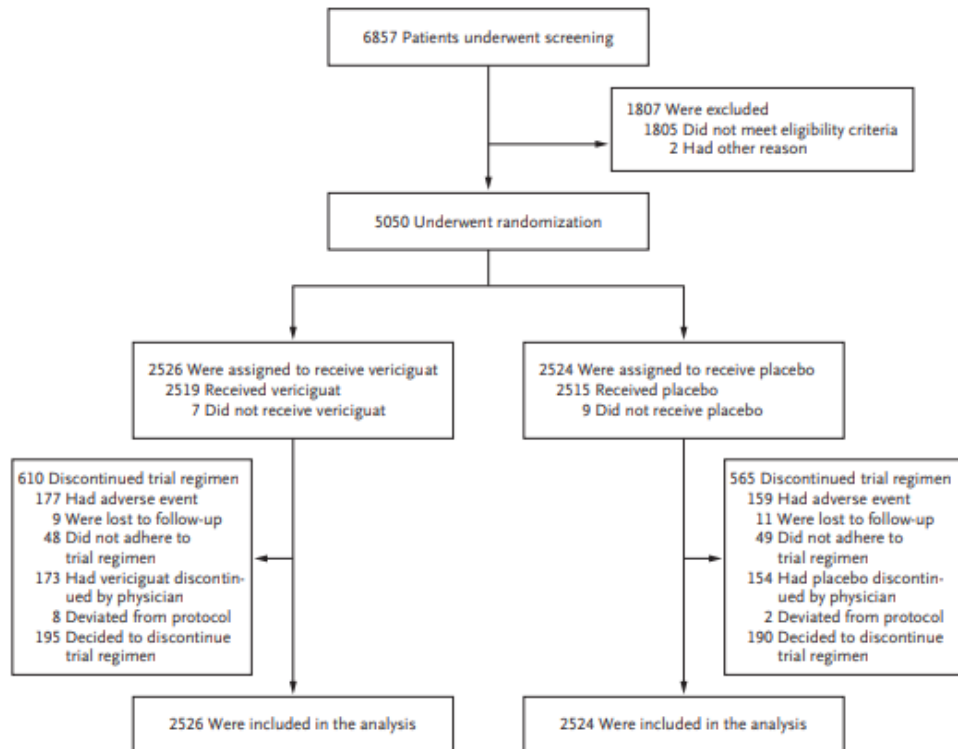 6857 Patients underwent screening
1807 Were excluded
1805 Did not meet eligibility criteria
2 Had other reason
5050 Underwent randomization
2526 Were assigned to receive vericiguat
2519 Received vericiguat
7 Did not receive vericiguat
2524 Were assigned to receive placebo
2515 Received placebo
9 Did not receive placebo
610 Discontinued trial regimen
177 Had adverse event
9 Were lost to follow-up
48 Did not adhere to
trial regimen
173 Had vericiguat discontin-
ued by physician
8 Deviated from protocol
195 Decided to discontinue
trial regimen
565 Discontinued trial regimen
159 Had adverse event
11 Were lost to follow-up
49 Did not adhere to
trial regimen
154 Had placebo discontin-
ued by physician
2 Deviated from protocol
190 Decided to discontinue
trial regimen
2526 Were included in the analysis
2524 Were included in the analysis